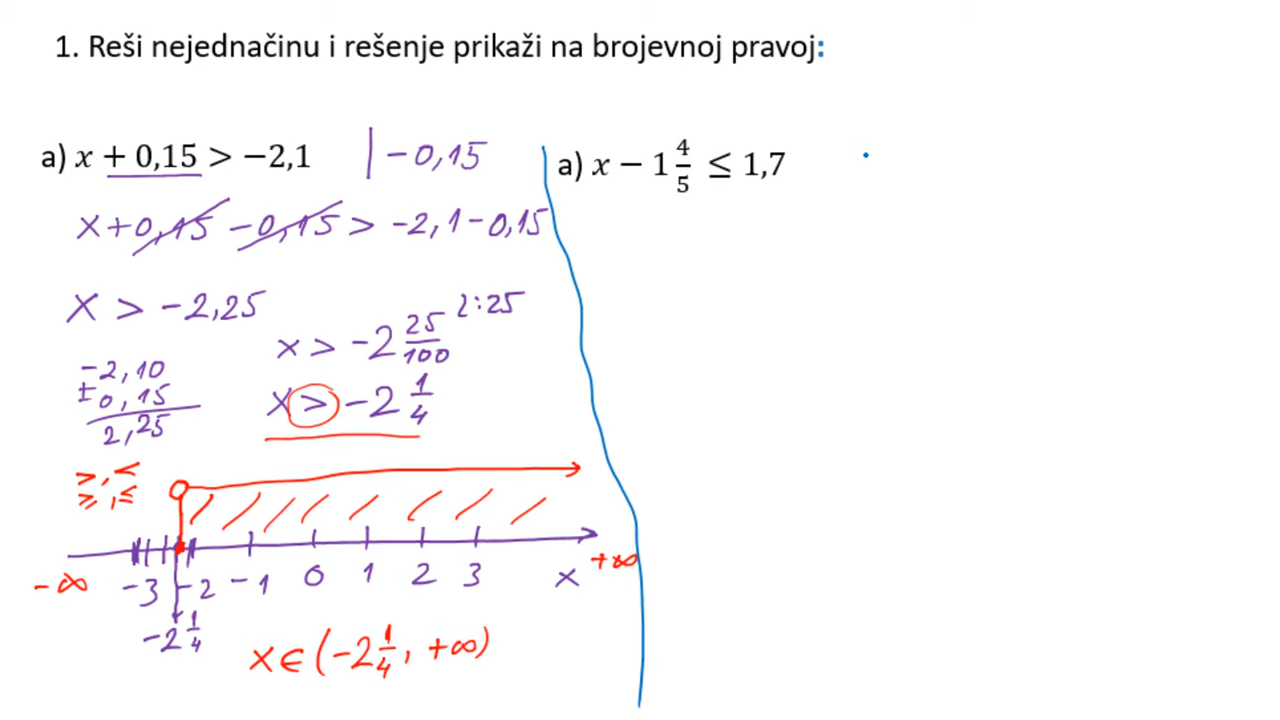 1. Reši nejednačinu i rešenje prikaži na brojevnoj pravoj:
a) x + 0,15 > −2,1 | −0,15
x + 0,15 − 0,15 > −2,1 − 0,15
x > −2,25
x > −2 25/100 2:25
x > −2 1/4
−2,10
± 0,15
2,25
>, <
≥, ≤
−3 −2 −1 0 1 2 3 x
−∞ +∞
−2 1/4
x ∈ (−2 1/4, +∞)
a) x − 1 4/5 ≤ 1,7